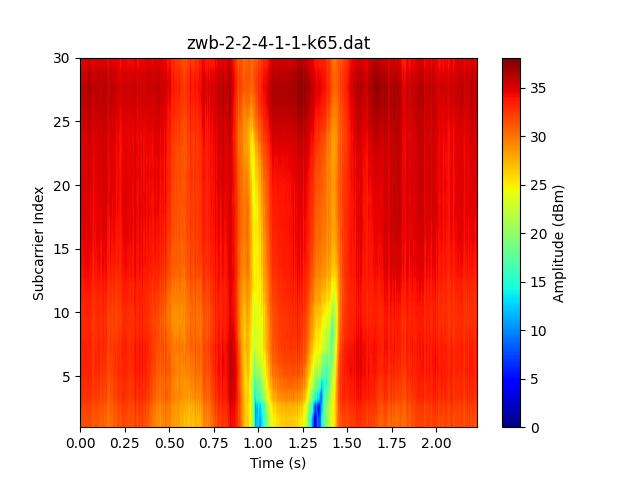 zwb-2-2-4-1-1-k65.dat
30
25
20
15
10
5
Subcarrier Index
0.00 0.25 0.50 0.75 1.00 1.25 1.50 1.75 2.00
Time (s)
35
30
25
20
15
10
5
0
Amplitude (dBm)